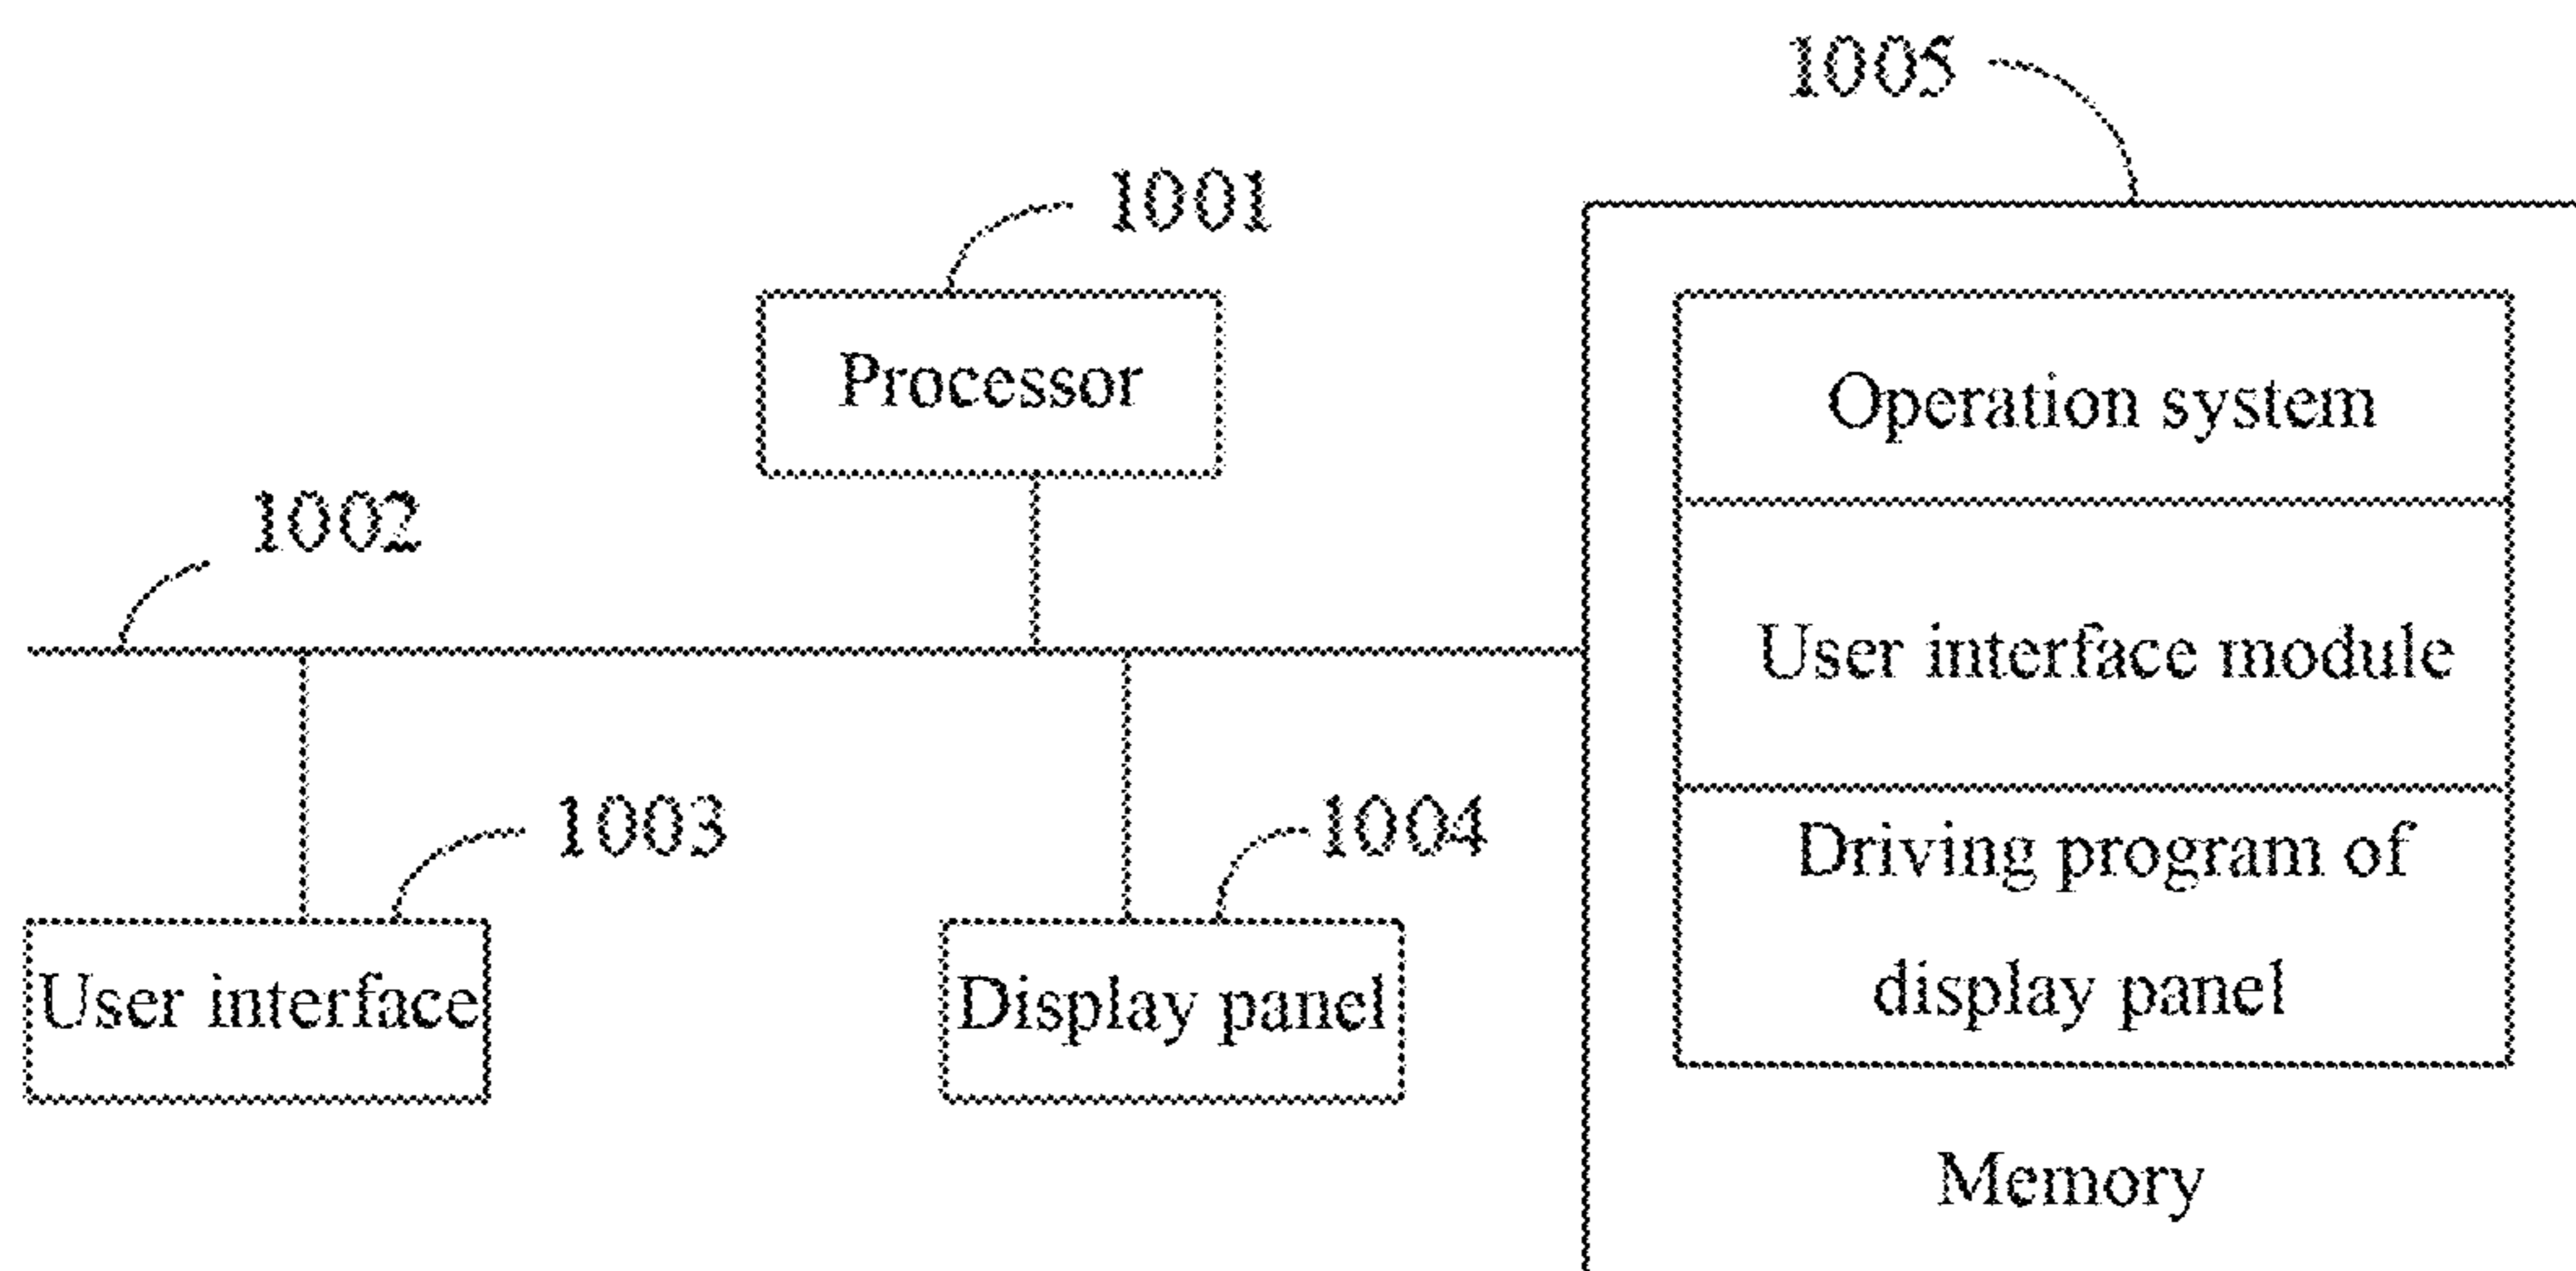 1005
1001
Processor
Operation system
1002
User interface module
1003
1004
Driving program of
display panel
User interface
Display panel
Memory